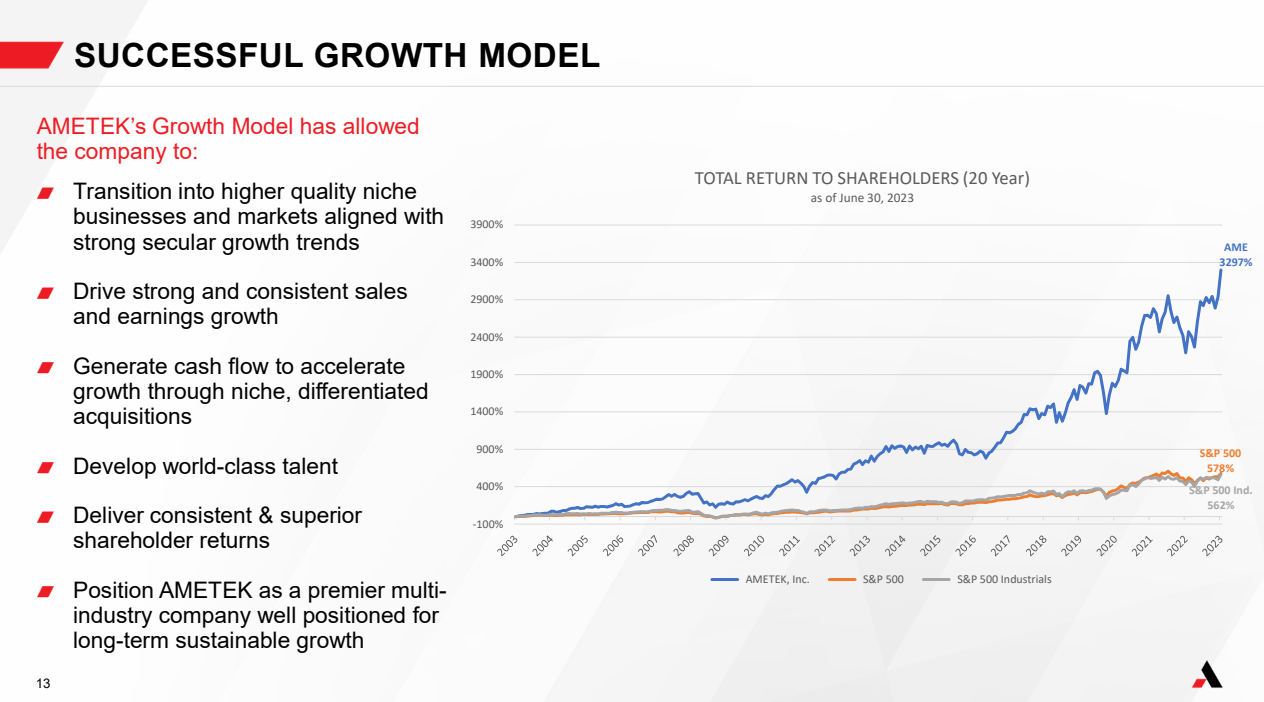 SUCCESSFUL GROWTH MODEL
AMETEK’s Growth Model has allowed
the company to:
Transition into higher quality niche
businesses and markets aligned with
strong secular growth trends
Drive strong and consistent sales
and earnings growth
Generate cash flow to accelerate
growth through niche, differentiated
acquisitions
Develop world-class talent
Deliver consistent & superior
shareholder returns
Position AMETEK as a premier multi-
industry company well positioned for
long-term sustainable growth
TOTAL RETURN TO SHAREHOLDERS (20 Year)
as of June 30, 2023
3900%
3400%
2900%
2400%
1900%
1400%
900%
400%
-100%
AME
3297%
S&P 500
578%
S&P 500 Ind.
562%
2003 2004 2005 2006 2007 2008 2009 2010 2011 2012 2013 2014 2015 2016 2017 2018 2019 2020 2021 2022 2023
AMETEK, Inc. S&P 500 S&P 500 Industrials
13